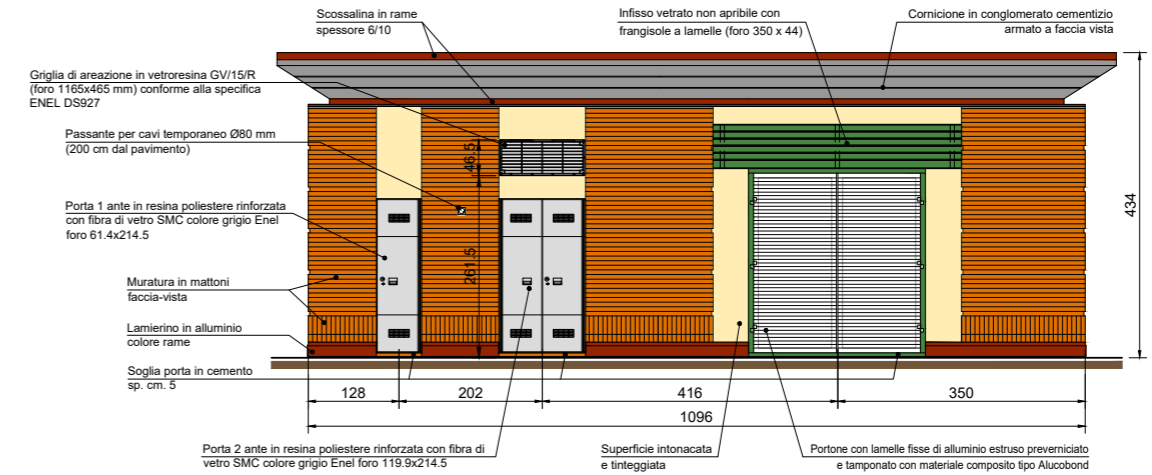 Scossalina in rame
spessore 6/10
Infisso vetrato non apribile con
frangisole a lamelle (foro 350 x 44)
Cornicione in conglomerato cementizio
armato a faccia vista
Griglia di areazione in vetroresina GV/15/R
(foro 1165x465 mm) conforme alla specifica
ENEL DS927
Passante per cavi temporaneo Ø80 mm
(200 cm dal pavimento)
Porta 1 ante in resina poliestere rinforzata
con fibra di vetro SMC colore grigio Enel
foro 61.4x214.5
Muratura in mattoni
faccia-vista
Lamierino in alluminio
colore rame
Soglia porta in cemento
sp. cm. 5
46.5
261.5
434
128
202
416
350
1096
Porta 2 ante in resina poliestere rinforzata con fibra di
vetro SMC colore grigio Enel foro 119.9x214.5
Superficie intonacata
e tinteggiata
Portone con lamelle fisse di alluminio estruso preverniciato
e tamponato con materiale composito tipo Alucobond